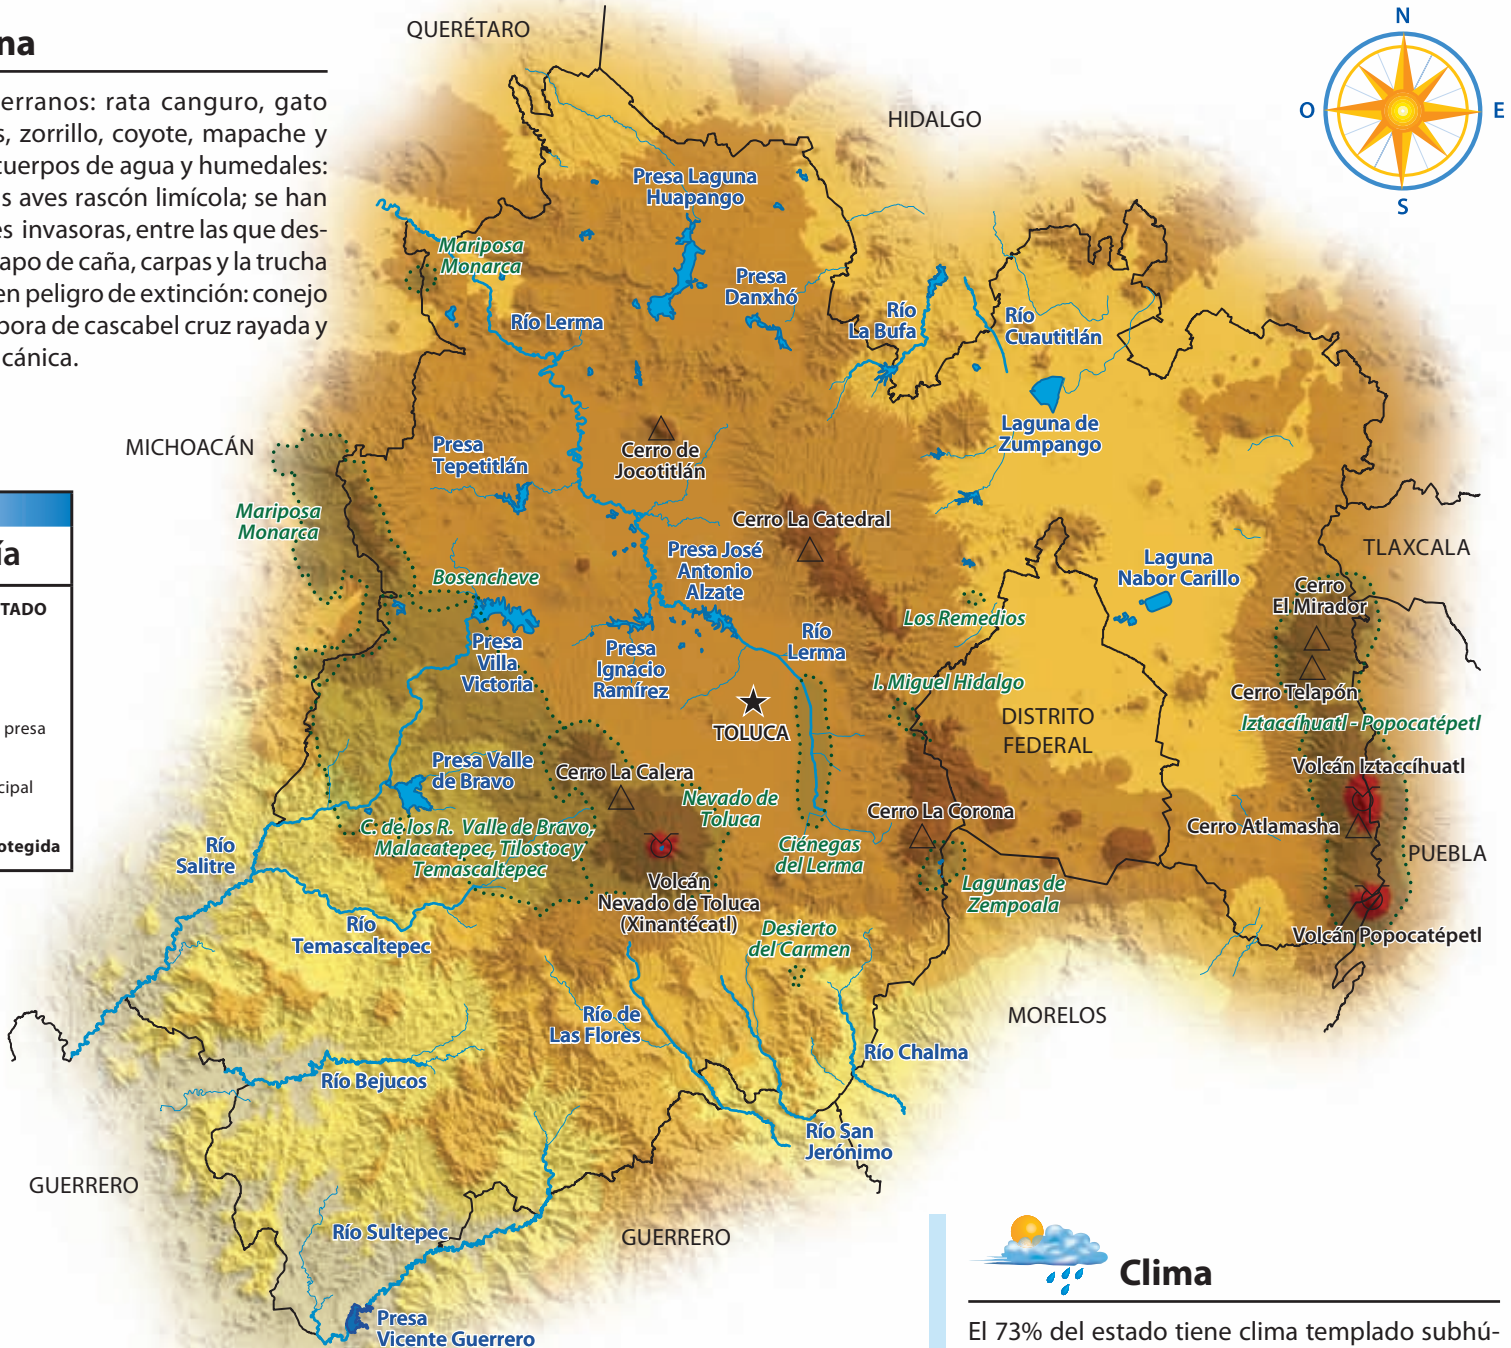 na
erranos: rata canguro, gato
s, zorrillo, coyote, mapache y
cuerpos de agua y humedales:
s aves rascón limícola; se han
es invasoras, entre las que des-
apo de caña, carpas y la trucha
en peligro de extinción: conejo
bora de cascabel cruz rayada y
cánica.
ía
TADO
presa
cipal
otegida
N
O
E
S
QUERÉTARO
HIDALGO
Presa Laguna
Huapango
Mariposa
Monarca
Presa
Danxhó
Río Lerma
Río
La Bufa
Río
Cuautitlán
MICHOACÁN
Presa
Tepetitlán
Cerro de
Jocotitlán
Laguna de
Zumpango
Mariposa
Monarca
Cerro La Catedral
TLAXCALA
Bosencheve
Presa José
Antonio
Alzate
Laguna
Nabor Carillo
Cerro
El Mirador
Los Remedios
Presa
Villa
Victoria
Presa
Ignacio
Ramírez
Río
Lerma
I. Miguel Hidalgo
Cerro Telapón
TOLUCA
DISTRITO
FEDERAL
Iztaccíhuatl - Popocatépetl
Presa Valle
de Bravo
Cerro La Calera
Volcán Iztaccíhuatl
Nevado de
Toluca
Cerro La Corona
Cerro Atlamasha
C. de los R. Valle de Bravo,
Malacatepec, Tilostoc y
Temascaltepec
Río
Salitre
Ciénegas
del Lerma
PUEBLA
Volcán
Nevado de Toluca
(Xinantécatl)
Lagunas de
Zempoala
Río
Temascaltepec
Desierto
del Carmen
Volcán Popocatépetl
Río de
Las Flores
MORELOS
Río Chalma
Río Bejucos
Río San
Jerónimo
GUERRERO
Río Sultepec
GUERRERO
Presa
Vicente Guerrero
Clima
El 73% del estado tiene clima templado subhú-